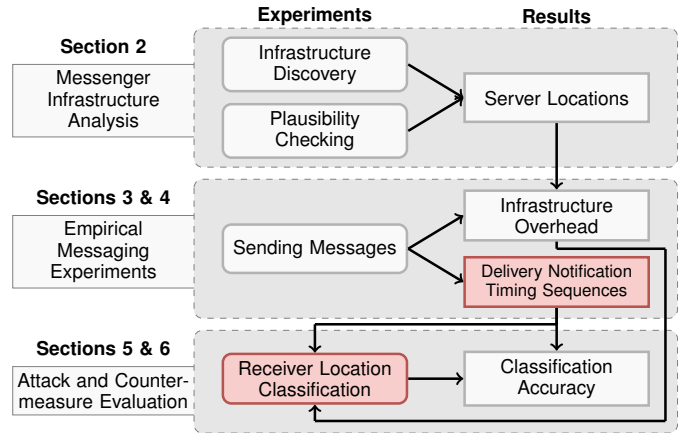 Experiments
Results
Section 2
Messenger
Infrastructure
Analysis
Infrastructure
Discovery
Plausibility
Checking
Server Locations
Sections 3 & 4
Empirical
Messaging
Experiments
Sending Messages
Infrastructure
Overhead
Delivery Notification
Timing Sequences
Sections 5 & 6
Attack and Counter-
measure Evaluation
Receiver Location
Classification
Classification
Accuracy